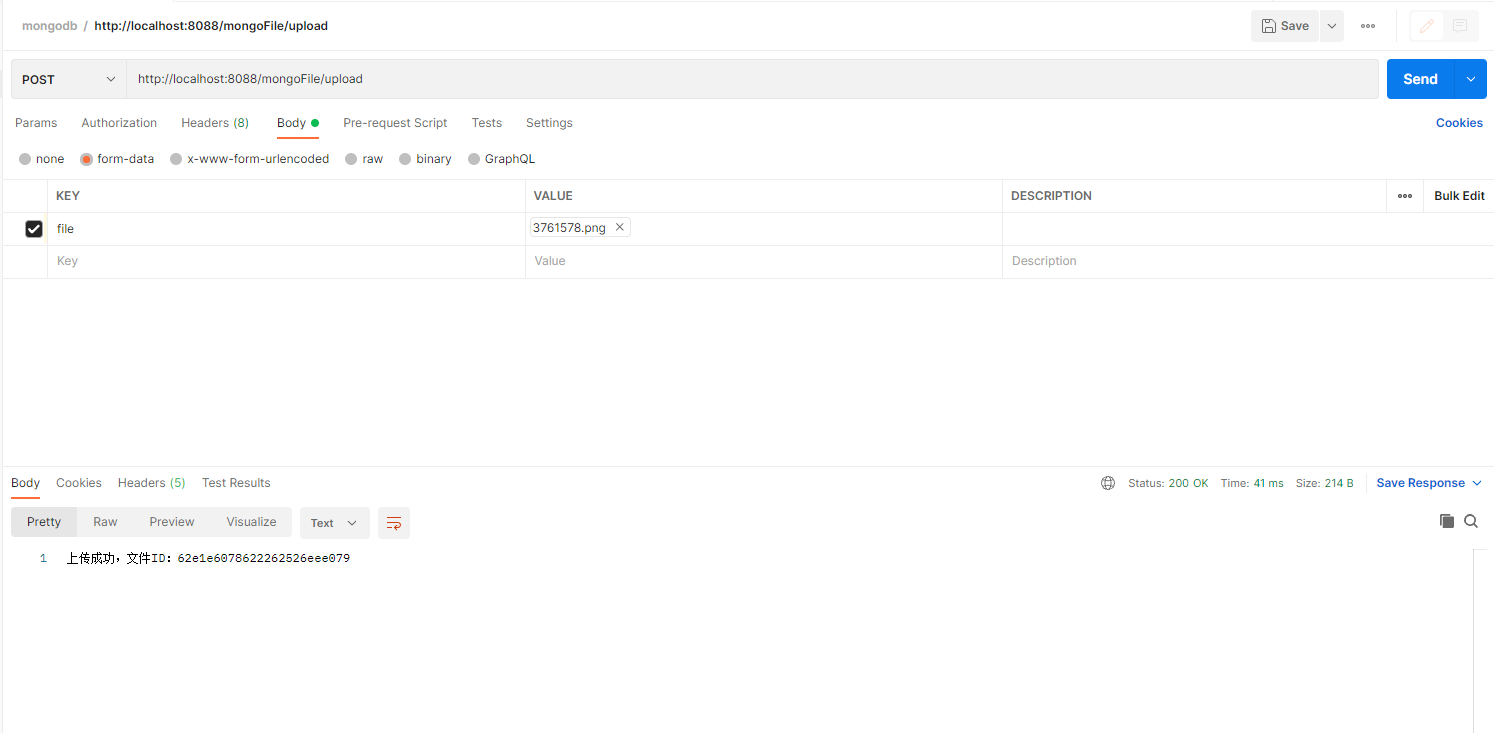 mongodb / http://localhost:8088/mongoFile/upload Save
POST http://localhost:8088/mongoFile/upload Send
Params Authorization Headers (8) Body Pre-request Script Tests Settings Cookies
none form-data x-www-form-urlencoded raw binary GraphQL
KEY VALUE DESCRIPTION Bulk Edit
file 3761578.png
Key Value Description
Body Cookies Headers (5) Test Results Status: 200 OK Time: 41 ms Size: 214 B Save Response
Pretty Raw Preview Visualize Text
1 上传成功，文件ID：62e1e6078622262526eee079